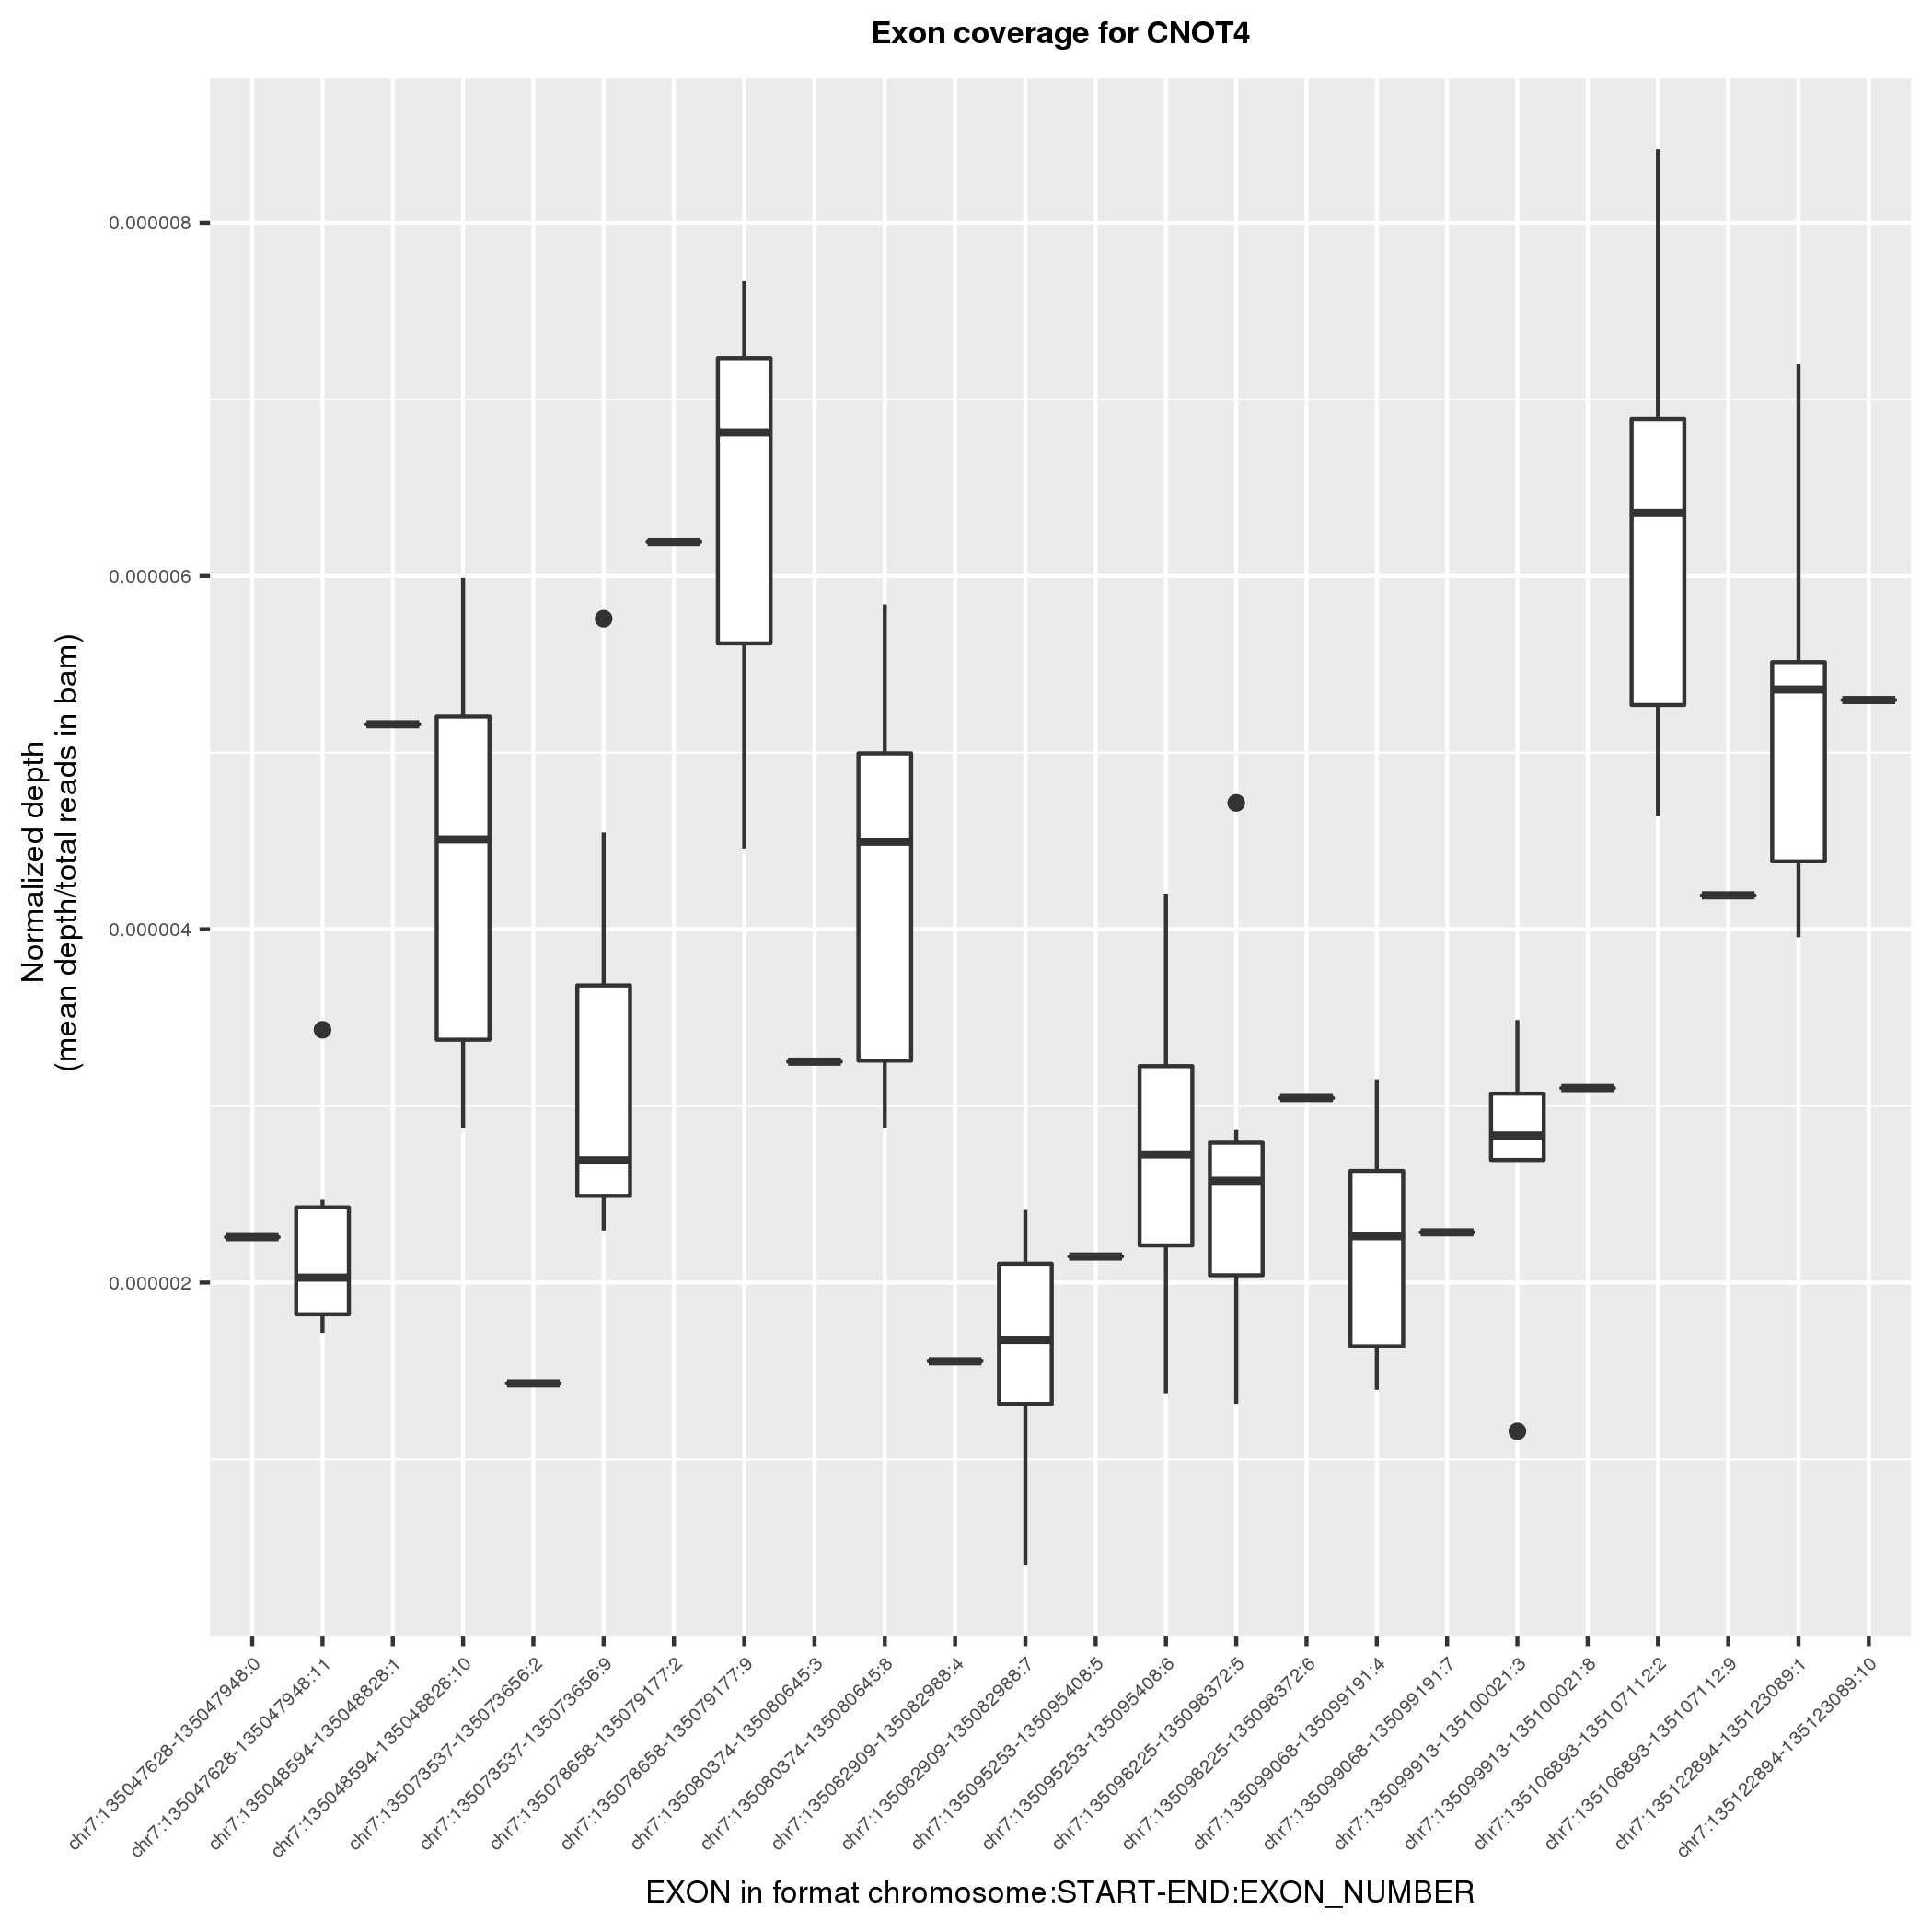 Exon coverage for CNOT4
Normalized depth
(mean depth/total reads in bam)
0.000008
0.000006
0.000004
0.000002
chr7:135047628-135047948:0
chr7:135047628-135047948:11
chr7:135048594-135048828:1
chr7:135048594-135048828:10
chr7:135073537-135073656:2
chr7:135073537-135073656:9
chr7:135078658-135079177:2
chr7:135078658-135079177:9
chr7:135080374-135080645:3
chr7:135080374-135080645:8
chr7:135082909-135082988:4
chr7:135082909-135082988:7
chr7:135095253-135095408:5
chr7:135095253-135095408:6
chr7:135098225-135098372:5
chr7:135098225-135098372:6
chr7:135099068-135099191:4
chr7:135099068-135099191:7
chr7:135099913-135100021:3
chr7:135099913-135100021:8
chr7:135106893-135107112:2
chr7:135106893-135107112:9
chr7:135122894-135123089:1
chr7:135122894-135123089:10
EXON in format chromosome:START-END:EXON_NUMBER